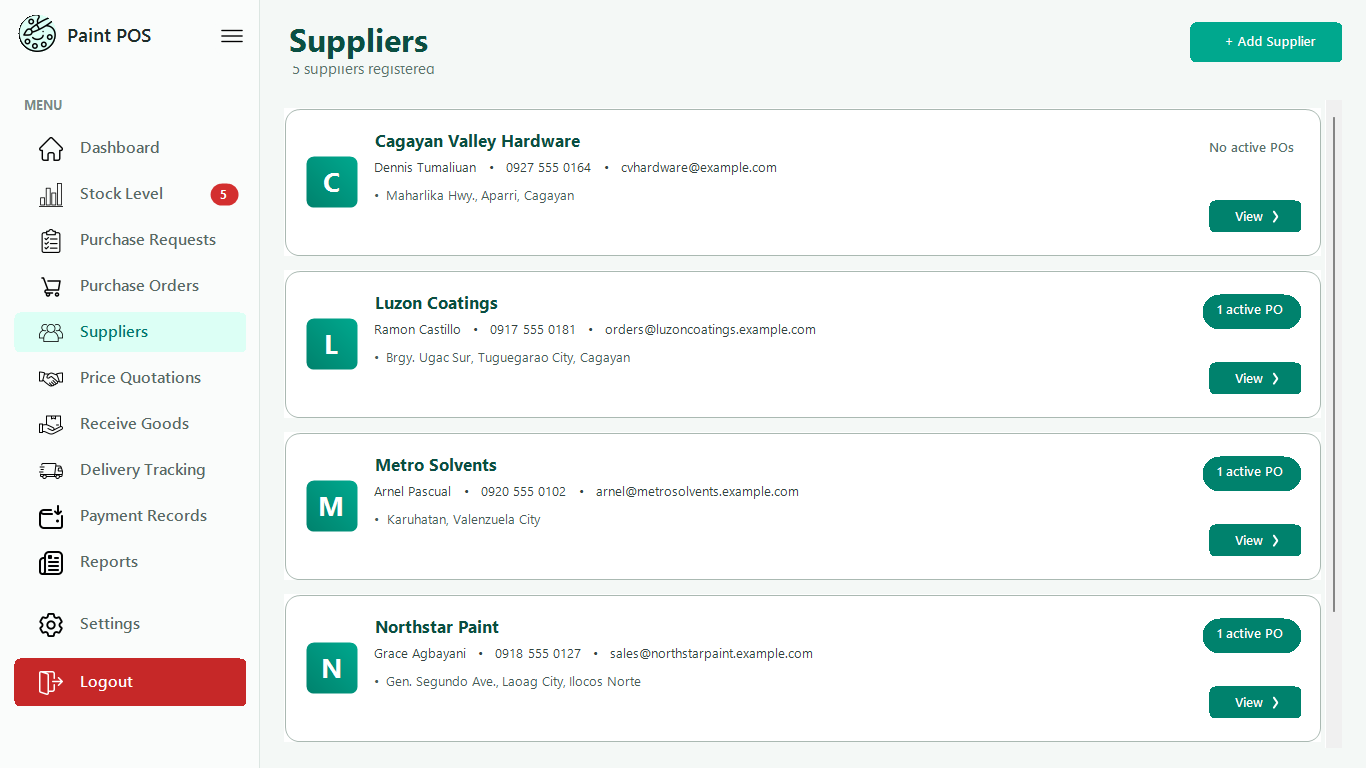 Paint POS
MENU
Dashboard
Stock Level 5
Purchase Requests
Purchase Orders
Suppliers
Price Quotations
Receive Goods
Delivery Tracking
Payment Records
Reports
Settings
Logout
Suppliers
5 suppliers registered
+ Add Supplier
C
Cagayan Valley Hardware
Dennis Tumaliuan • 0927 555 0164 • cvhardware@example.com
• Maharlika Hwy., Aparri, Cagayan
No active POs
View ❯
L
Luzon Coatings
Ramon Castillo • 0917 555 0181 • orders@luzoncoatings.example.com
• Brgy. Ugac Sur, Tuguegarao City, Cagayan
1 active PO
View ❯
M
Metro Solvents
Arnel Pascual • 0920 555 0102 • arnel@metrosolvents.example.com
• Karuhatan, Valenzuela City
1 active PO
View ❯
N
Northstar Paint
Grace Agbayani • 0918 555 0127 • sales@northstarpaint.example.com
• Gen. Segundo Ave., Laoag City, Ilocos Norte
1 active PO
View ❯